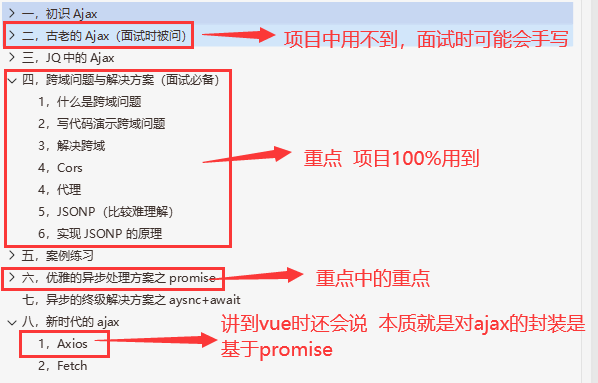 一，初识 Ajax
二，古老的 Ajax（面试时被问）
项目中用不到，面试时可能会手写
三，JQ 中的 Ajax
四，跨域问题与解决方案（面试必备）
1，什么是跨域问题
2，写代码演示跨域问题
3，解决跨域
重点 项目100%用到
4，Cors
4，代理
5，JSONP（比较难理解）
6，实现 JSONP 的原理
五，案例练习
六，优雅的异步处理方案之 promise
重点中的重点
七，异步的终级解决方案之 aysnc+await
八，新时代的 ajax
讲到vue时还会说 本质就是对ajax的封装是
基于promise
1，Axios
2，Fetch